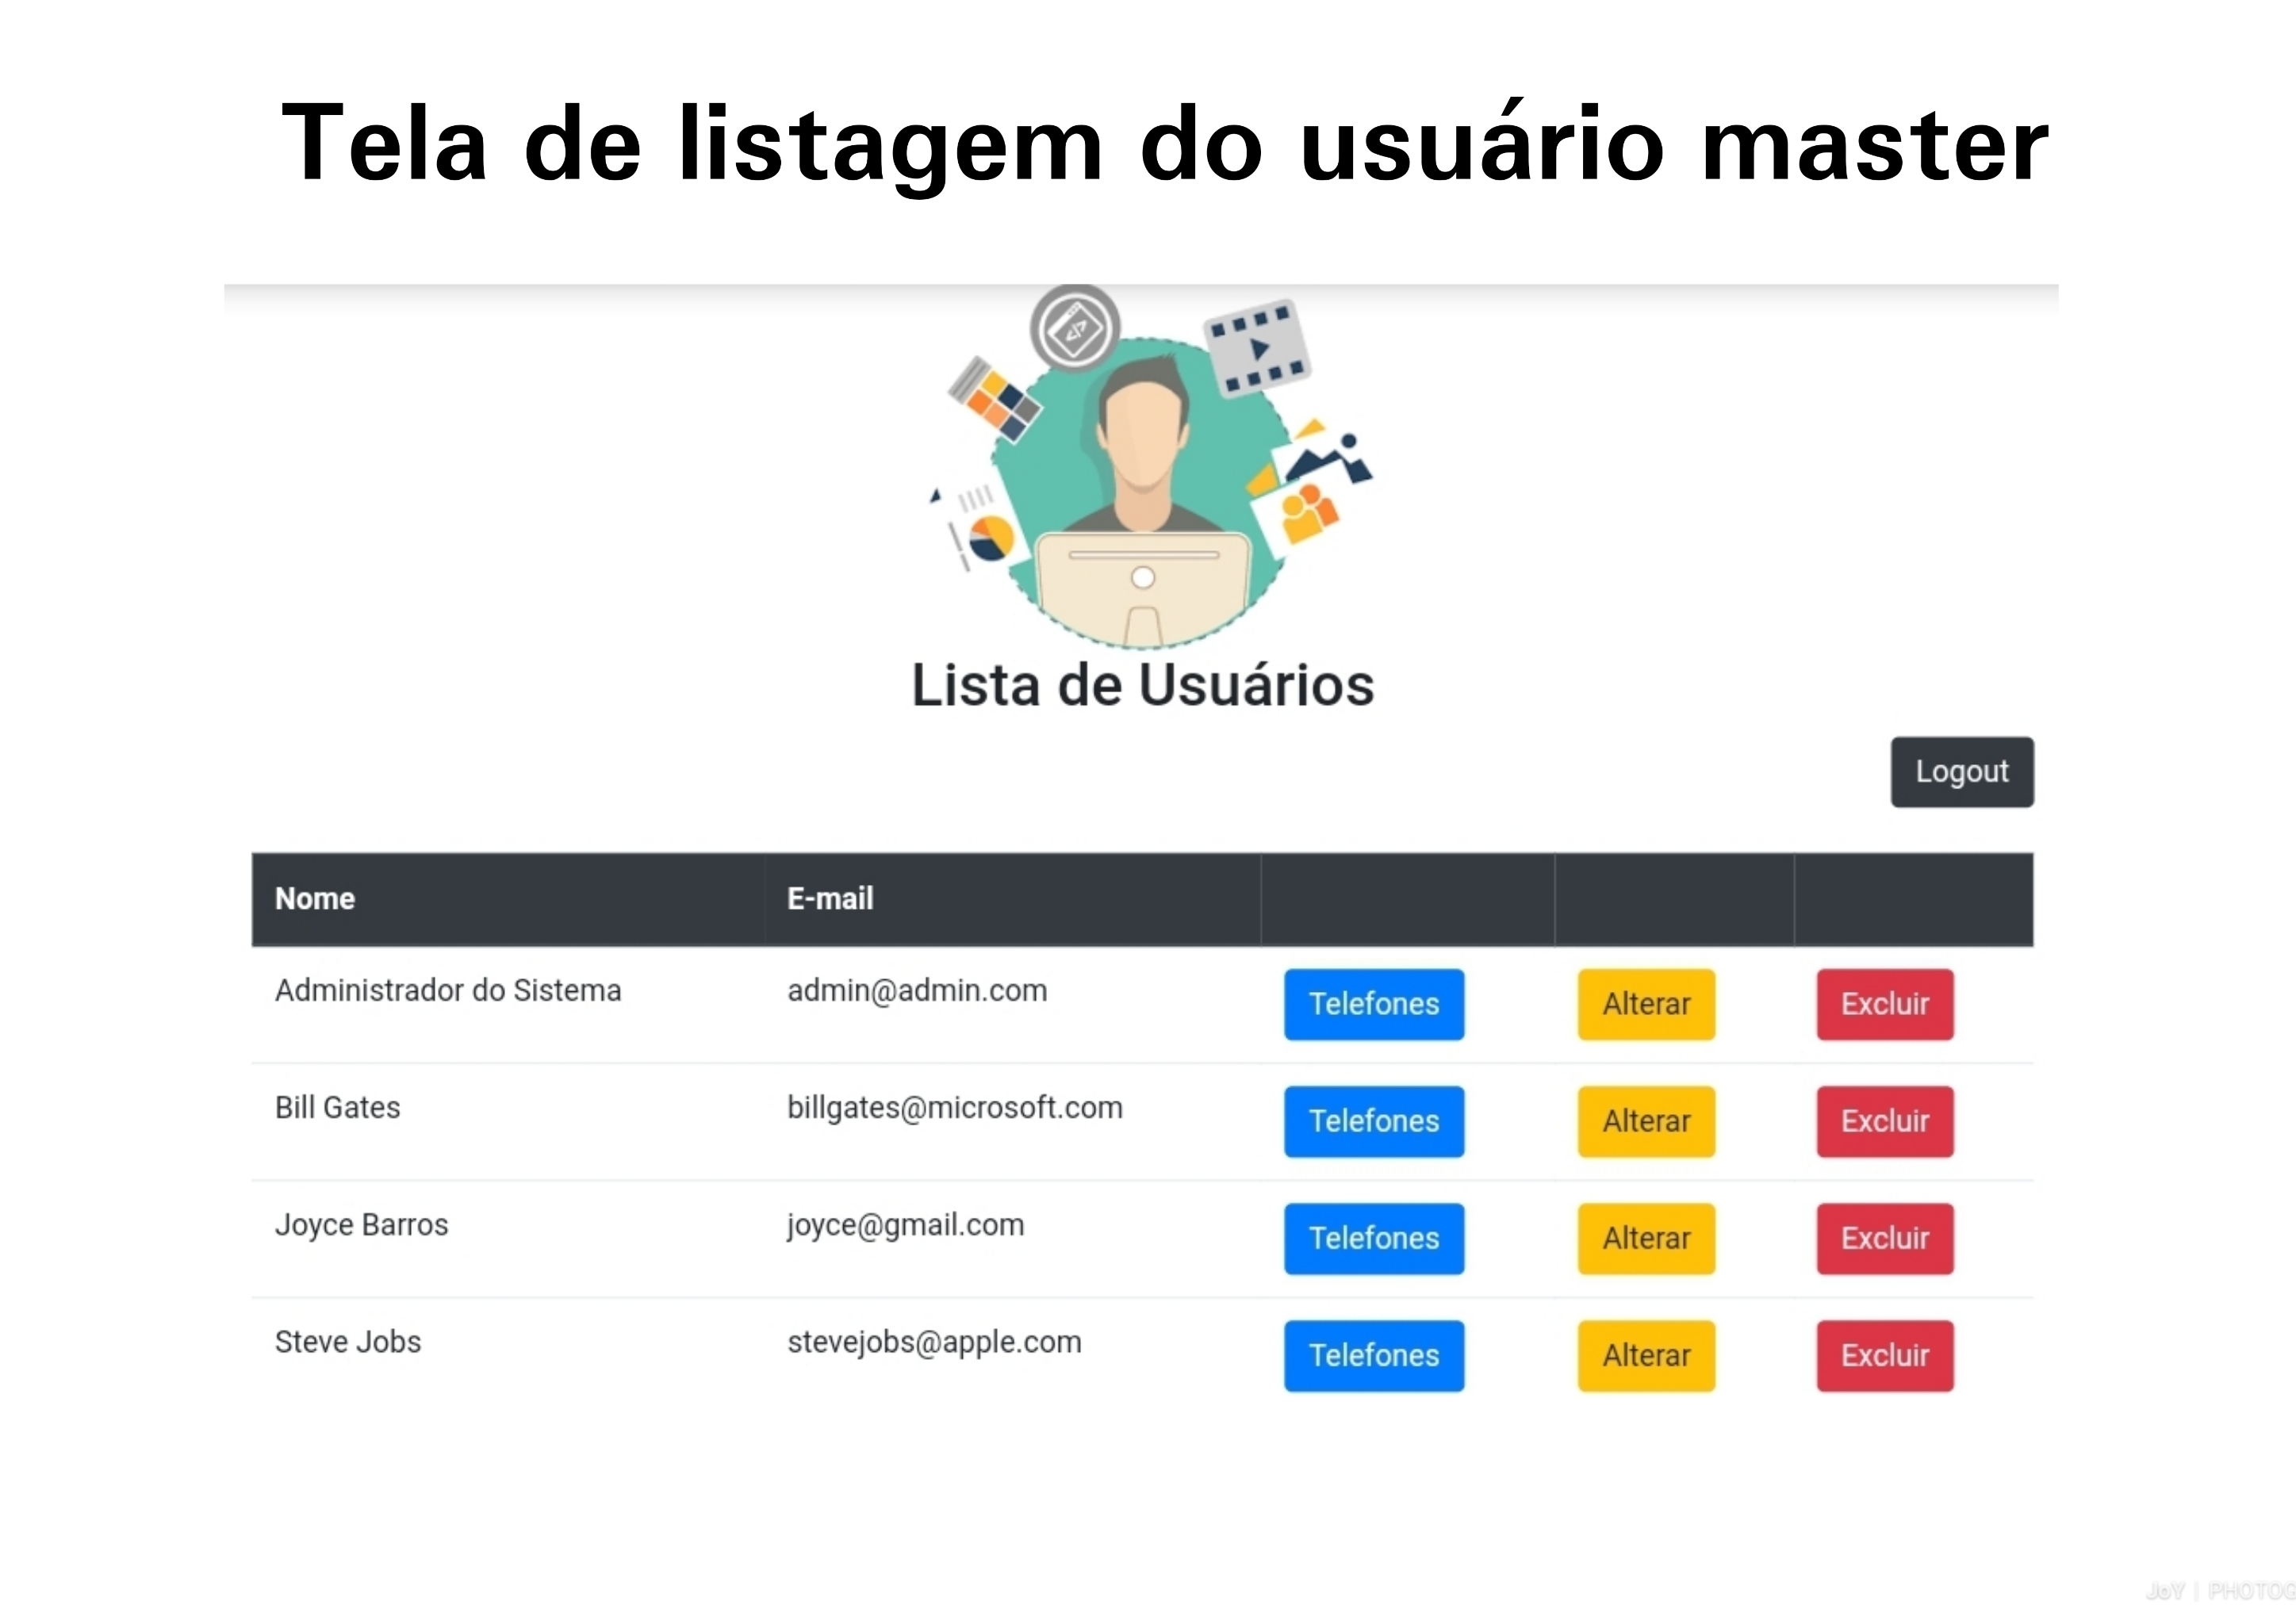 Tela de listagem do usuário master
Lista de Usuários
Logout
Nome E-mail
Administrador do Sistema admin@admin.com Telefones Alterar Excluir
Bill Gates billgates@microsoft.com Telefones Alterar Excluir
Joyce Barros joyce@gmail.com Telefones Alterar Excluir
Steve Jobs stevejobs@apple.com Telefones Alterar Excluir
JoY | PHOTOG